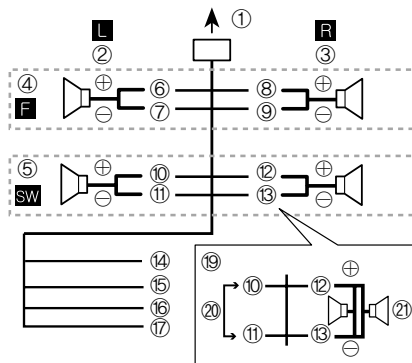 ①
L R
② ③
④ ⊕ ⑥ ⑧ ⊕
F ⊖ ⑦ ⑨ ⊖
⑤ ⊕ ⑩ ⑫ ⊕
SW ⊖ ⑪ ⑬ ⊖
⑭
⑮
⑯
⑰
⑲
⑩ ⑫ ⊕
⑳ ㉑
⑪ ⑬ ⊖